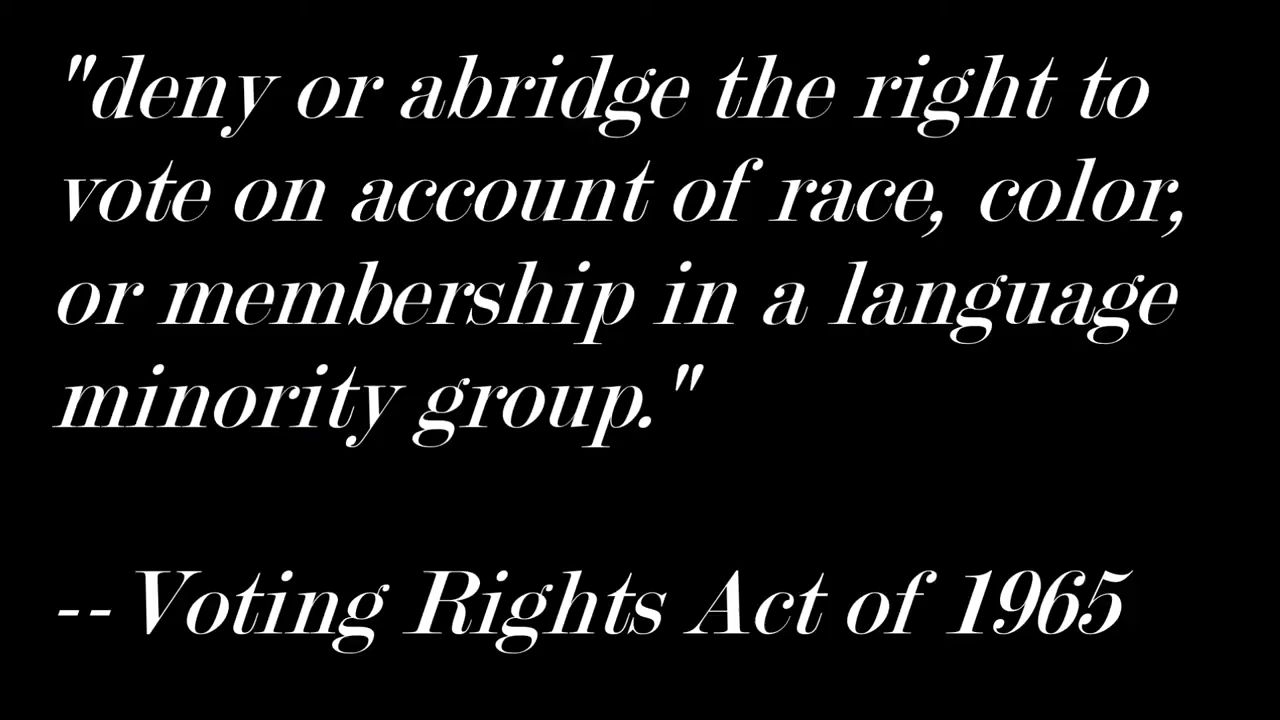 "deny or abridge the right to
vote on account of race, color,
or membership in a language
minority group."
-- Voting Rights Act of 1965